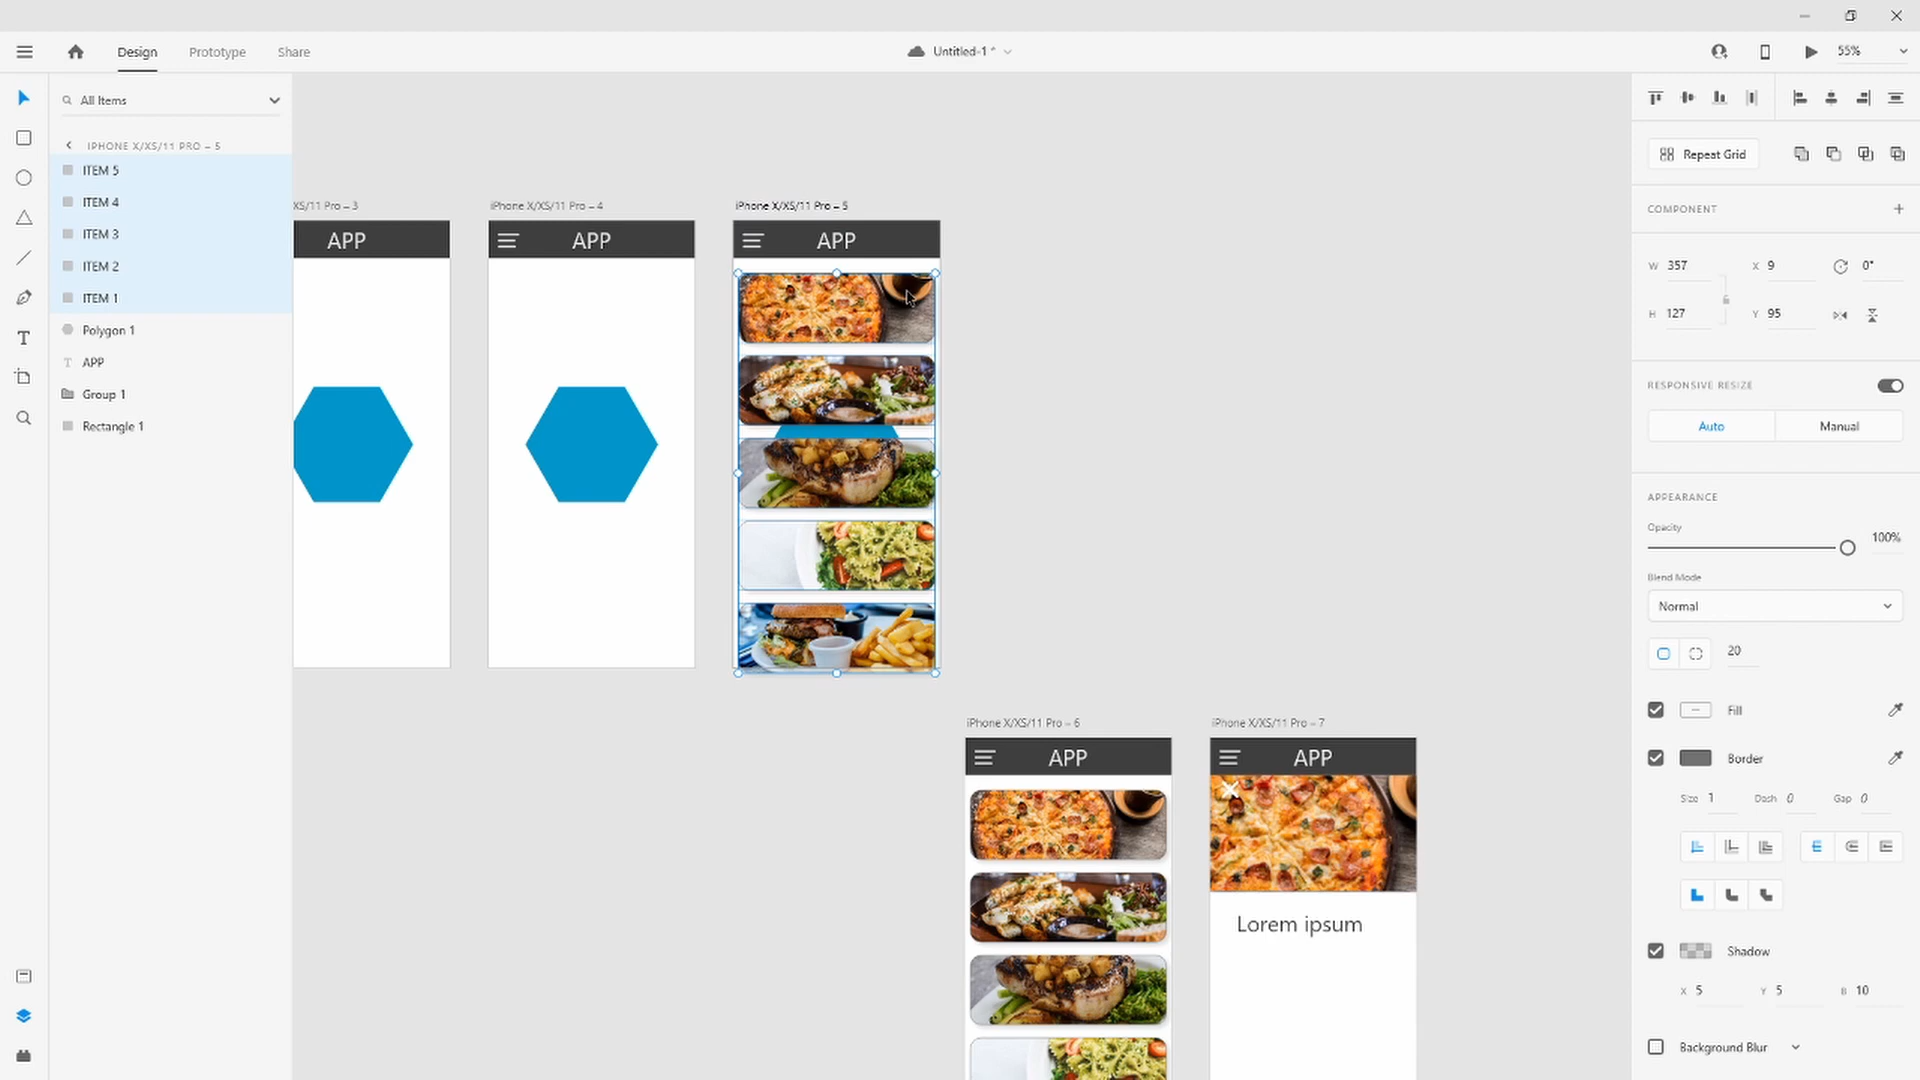 Design
Prototype
Share
Untitled-1 *
55%
All Items
IPHONE X/XS/11 PRO – 5
ITEM 5
ITEM 4
ITEM 3
ITEM 2
ITEM 1
Polygon 1
APP
Group 1
Rectangle 1
XS/11 Pro – 3
APP
iPhone X/XS/11 Pro – 4
APP
iPhone X/XS/11 Pro – 5
APP
iPhone X/XS/11 Pro – 6
APP
iPhone X/XS/11 Pro – 7
APP
Lorem ipsum
Repeat Grid
COMPONENT
W 357
X 9
0°
H 127
Y 95
RESPONSIVE RESIZE
Auto
Manual
APPEARANCE
Opacity
100%
Blend Mode
Normal
20
Fill
Border
Size 1
Dash 0
Gap 0
Shadow
X 5
Y 5
B 10
Background Blur